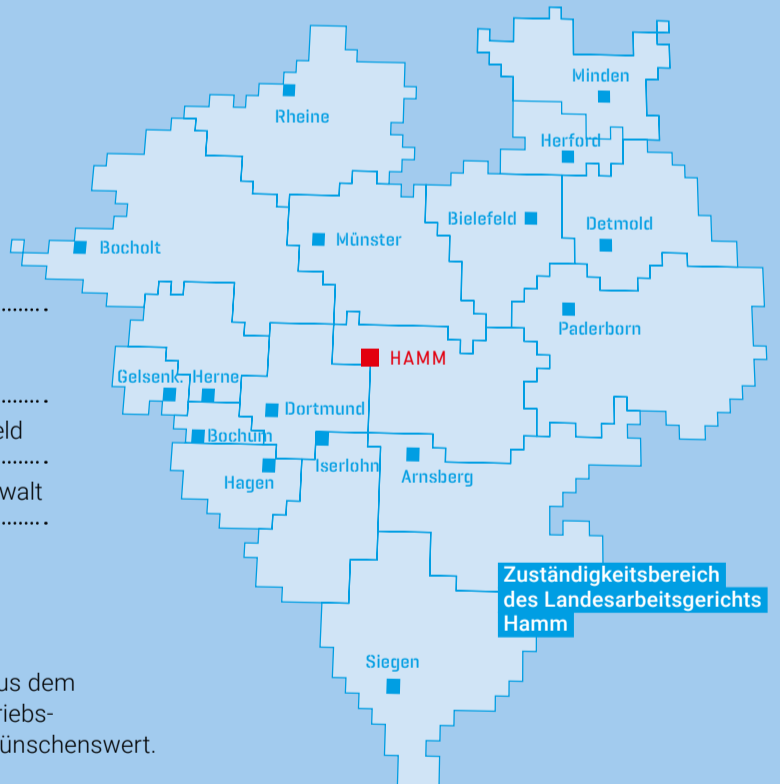 Minden
Rheine
Herford
Bielefeld
Detmold
Münster
Bocholt
Paderborn
HAMM
Gelsenk.
Herne
Dortmund
eld
Bochum
Iserlohn
Arnsberg
Hagen
walt
Zuständigkeitsbereich
des Landesarbeitsgerichts
Hamm
Siegen
us dem
riebs-
ünschenswert.